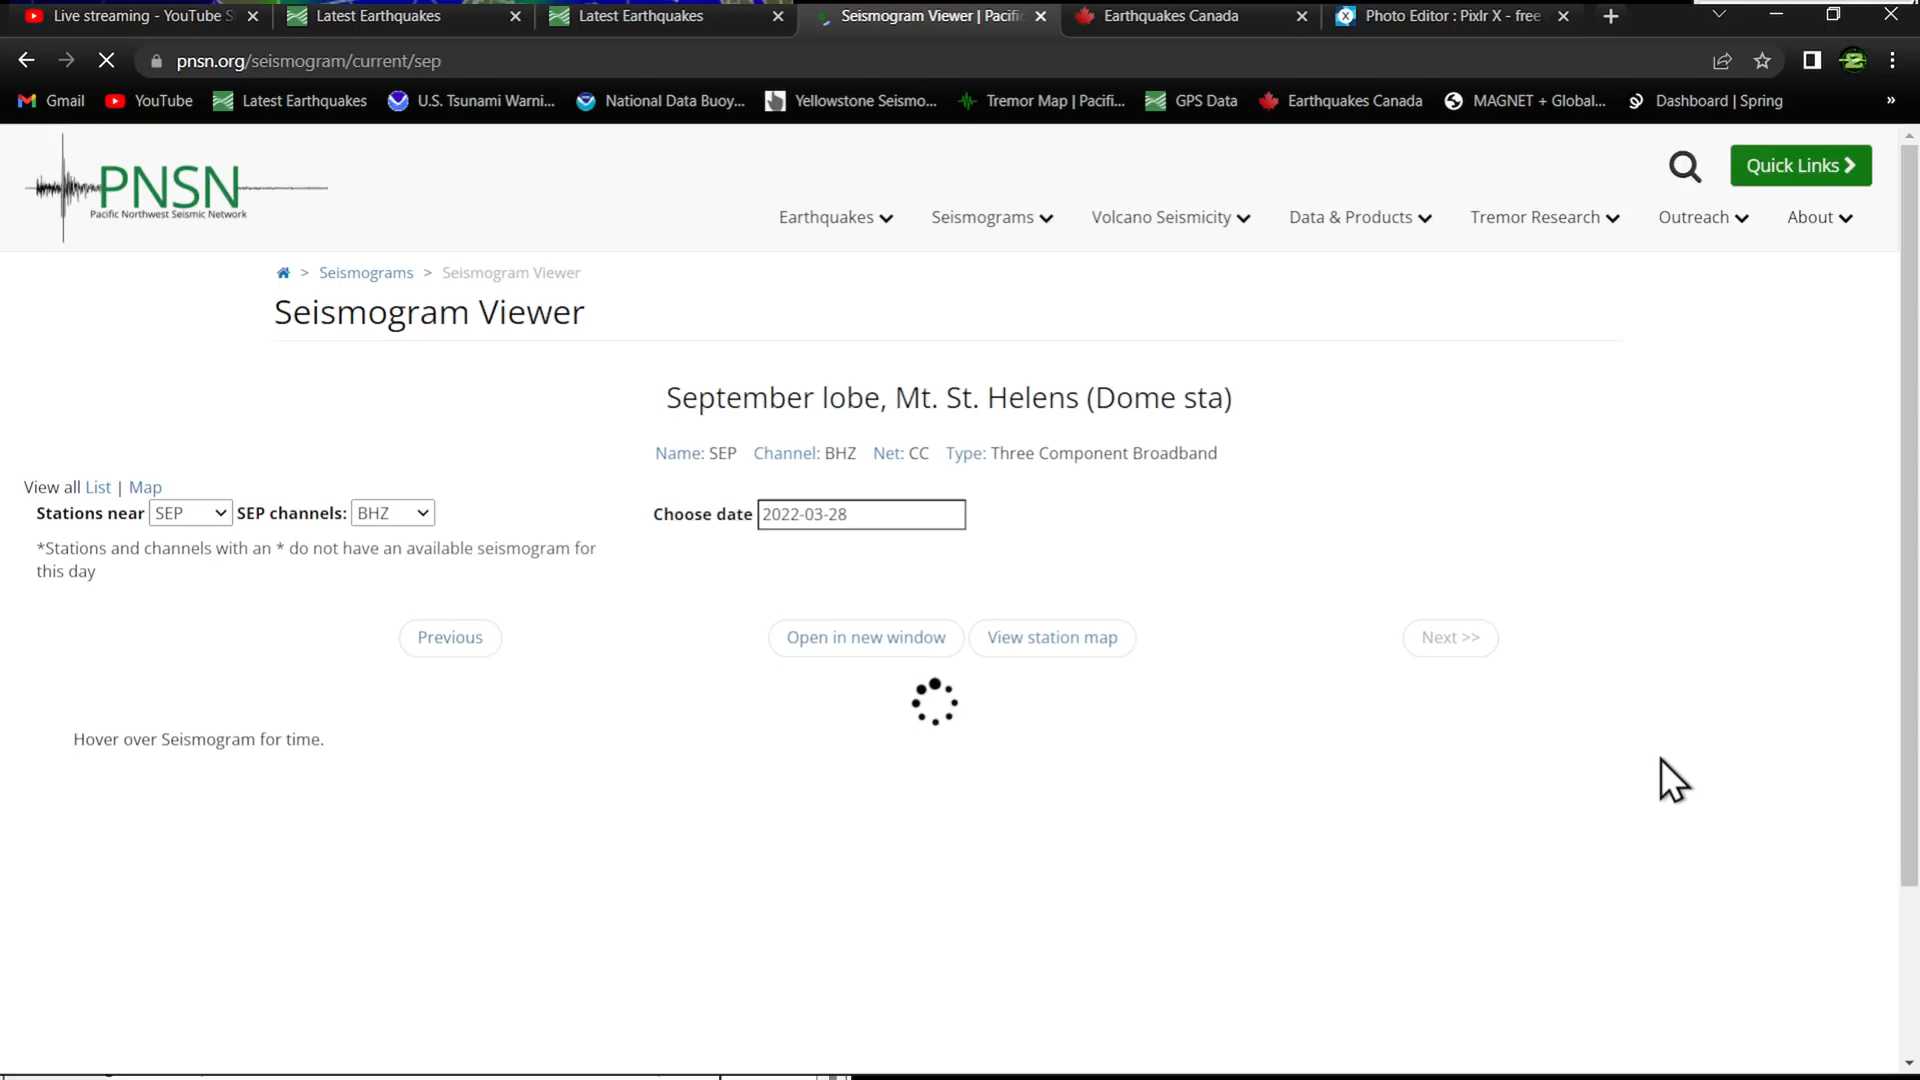 Live streaming - YouTube S
Latest Earthquakes
Latest Earthquakes
Seismogram Viewer | Pacific
Earthquakes Canada
Photo Editor : Pixlr X - free
pnsn.org/seismogram/current/sep
Gmail
YouTube
Latest Earthquakes
U.S. Tsunami Warni...
National Data Buoy...
Yellowstone Seismo...
Tremor Map | Pacifi...
GPS Data
Earthquakes Canada
MAGNET + Global...
Dashboard | Spring
»
PNSN
Pacific Northwest Seismic Network
Quick Links
Earthquakes
Seismograms
Volcano Seismicity
Data & Products
Tremor Research
Outreach
About
> Seismograms > Seismogram Viewer
Seismogram Viewer
September lobe, Mt. St. Helens (Dome sta)
Name: SEP Channel: BHZ Net: CC Type: Three Component Broadband
View all List | Map
Stations near SEP SEP channels: BHZ
Choose date 2022-03-28
*Stations and channels with an * do not have an available seismogram for
this day
Previous
Open in new window
View station map
Next >>
Hover over Seismogram for time.